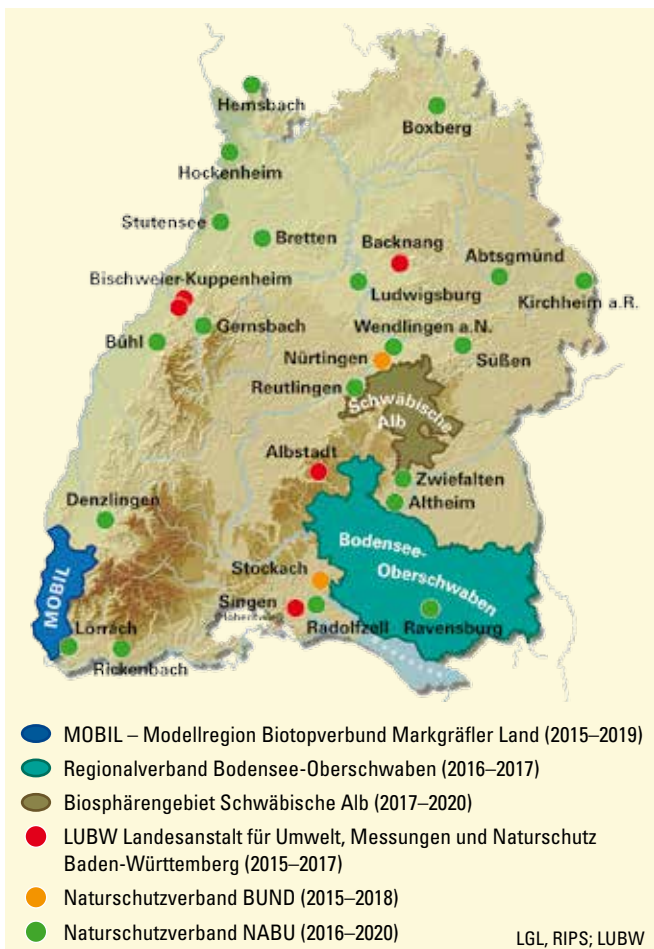 Hemsbach
Boxberg
Hockenheim
Stutensee
Bretten
Backnang
Abtsgmünd
Bischweier-Kuppenheim
Ludwigsburg
Kirchheim a.R.
Gernsbach
Wendlingen a.N.
Bühl
Nürtingen
Süßen
Reutlingen
Schwäbische
Alb
Albstadt
Zwiefalten
Denzlingen
Altheim
Bodensee-
Oberschwaben
MOBIL
Stockach
Singen
Radolfzell
Ravensburg
Lörrach
Rickenbach
MOBIL – Modellregion Biotopverbund Markgräfler Land (2015–2019)
Regionalverband Bodensee-Oberschwaben (2016–2017)
Biosphärengebiet Schwäbische Alb (2017–2020)
LUBW Landesanstalt für Umwelt, Messungen und Naturschutz
Baden-Württemberg (2015–2017)
Naturschutzverband BUND (2015–2018)
Naturschutzverband NABU (2016–2020)
LGL, RIPS; LUBW